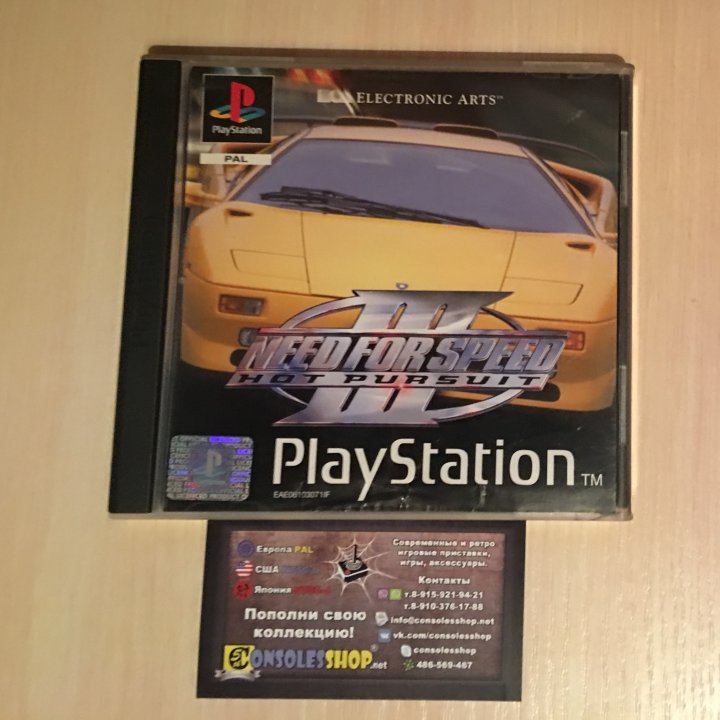 ELECTRONIC ARTS™
PlayStation
PAL
III
NEED FOR SPEED
HOT PURSUIT
PlayStation™
EAE06103071IF
Европа PAL
США
Япония
Современные и ретро
игровые приставки,
игры, аксессуары.
Контакты
т.8-915-921-94-21
т.8-910-376-17-88
info@consolesshop.net
vk.com/consolesshop
consolesshop
486-569-467
Пополни свою
коллекцию!
CONSOLESSHOP®.net